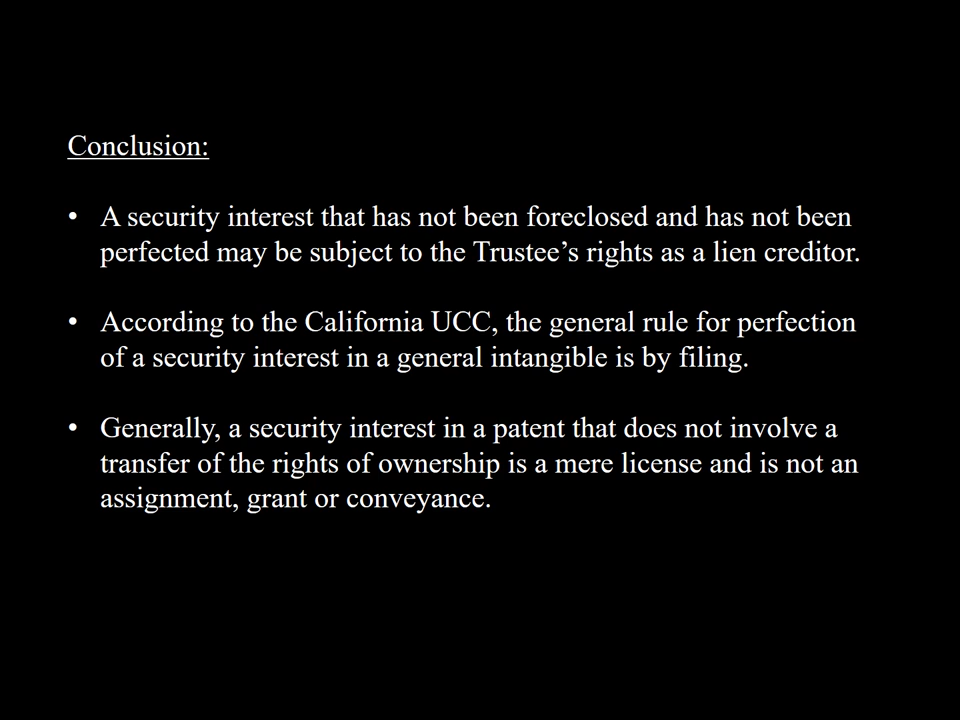 Conclusion:
• A security interest that has not been foreclosed and has not been
perfected may be subject to the Trustee’s rights as a lien creditor.
• According to the California UCC, the general rule for perfection
of a security interest in a general intangible is by filing.
• Generally, a security interest in a patent that does not involve a
transfer of the rights of ownership is a mere license and is not an
assignment, grant or conveyance.